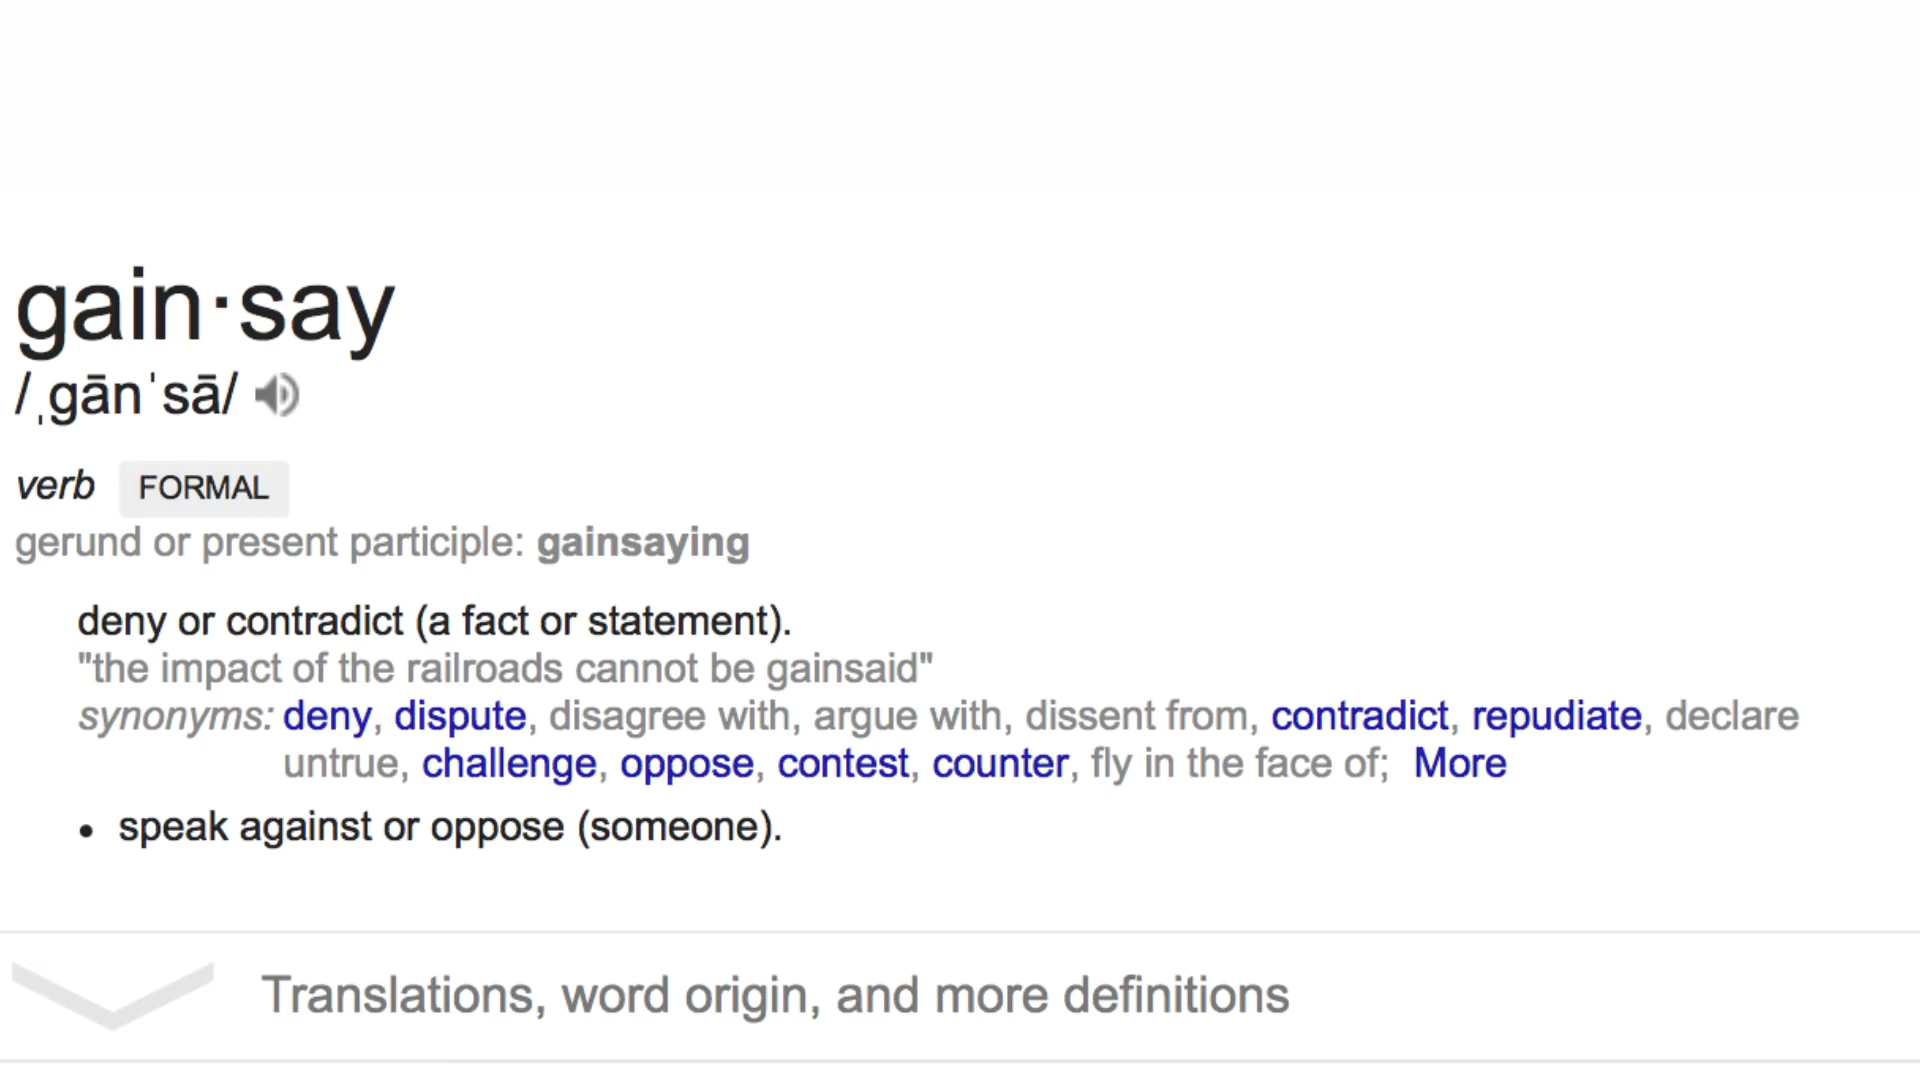 gain·say
/ˌgānˈsā/
verb FORMAL
gerund or present participle: gainsaying
deny or contradict (a fact or statement).
"the impact of the railroads cannot be gainsaid"
synonyms: deny, dispute, disagree with, argue with, dissent from, contradict, repudiate, declare
untrue, challenge, oppose, contest, counter, fly in the face of; More
• speak against or oppose (someone).
Translations, word origin, and more definitions